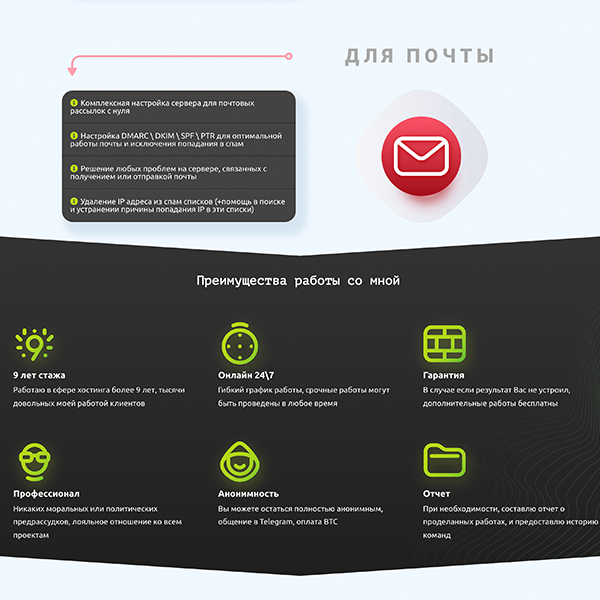 ДЛЯ ПОЧТЫ
Комплексная настройка сервера для почтовых
рассылок с нуля
Настройка DMARC \ DKIM \ SPF \ PTR для оптимальной
работы почты и исключения попадания в спам
Решение любых проблем на сервере, связанных с
получением или отправкой почты
Удаление IP адреса из спам списков (+помощь в поиске
и устранении причины попадания IP в эти списки)
Преимущества работы со мной
9
9 лет стажа
Работаю в сфере хостинга более 9 лет, тысячи
довольных моей работой клиентов
Онлайн 24\7
Гибкий график работы, срочные работы могут
быть проведены в любое время
Гарантия
В случае если результат Вас не устроил,
дополнительные работы бесплатны
Профессионал
Никаких моральных или политических
предрассудков, лояльное отношение ко всем
проектам
Анонимность
Вы можете остаться полностью анонимным,
общение в Telegram, оплата BTC
Отчет
При необходимости, составлю отчет о
проделанных работах, и предоставлю историю
команд